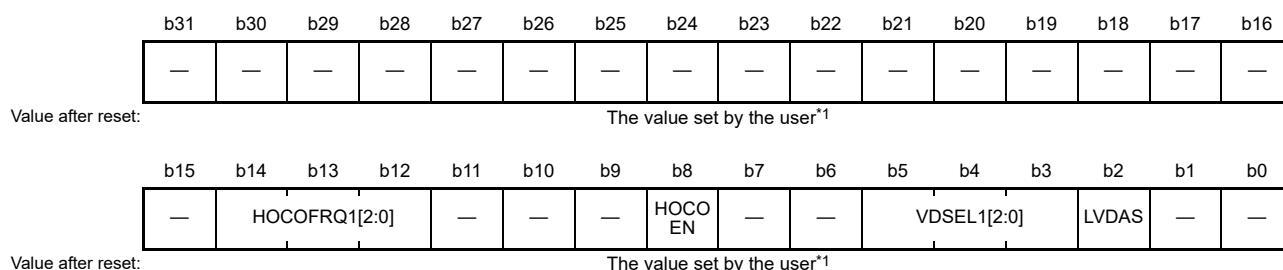 b31 b30 b29 b28 b27 b26 b25 b24 b23 b22 b21 b20 b19 b18 b17 b16
— — — — — — — — — — — — — — — —
Value after reset: The value set by the user*1
b15 b14 b13 b12 b11 b10 b9 b8 b7 b6 b5 b4 b3 b2 b1 b0
— HOCOFRQ1[2:0] — — — HOCO EN — — VDSEL1[2:0] LVDAS — —
Value after reset: The value set by the user*1